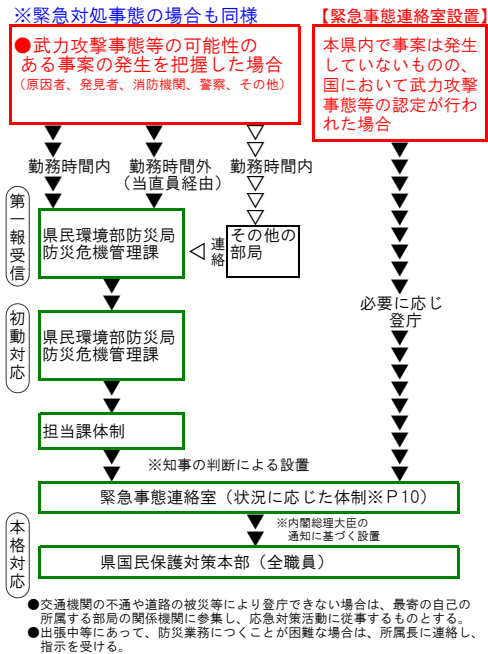 ※緊急対処事態の場合も同様
【緊急事態連絡室設置】
●武力攻撃事態等の可能性の
ある事案の発生を把握した場合
（原因者、発見者、消防機関、警察、その他）
本県内で事案は発生
していないものの、
国において武力攻撃
事態等の認定が行わ
れた場合
勤務時間内
勤務時間外
（当直員経由）
勤務時間内
第一報受信
県民環境部防災局
防災危機管理課
連絡
その他の
部局
必要に応じ
登庁
初動対応
県民環境部防災局
防災危機管理課
担当課体制
※知事の判断による設置
緊急事態連絡室（状況に応じた体制※Ｐ10）
本格対応
※内閣総理大臣の
通知に基づく設置
県国民保護対策本部（全職員）
●交通機関の不通や道路の被災等により登庁できない場合は、最寄の自己の
所属する部局の関係機関に参集し、応急対策活動に従事するものとする。
●出張中等にあって、防災業務につくことが困難な場合は、所属長に連絡し、
指示を受ける。